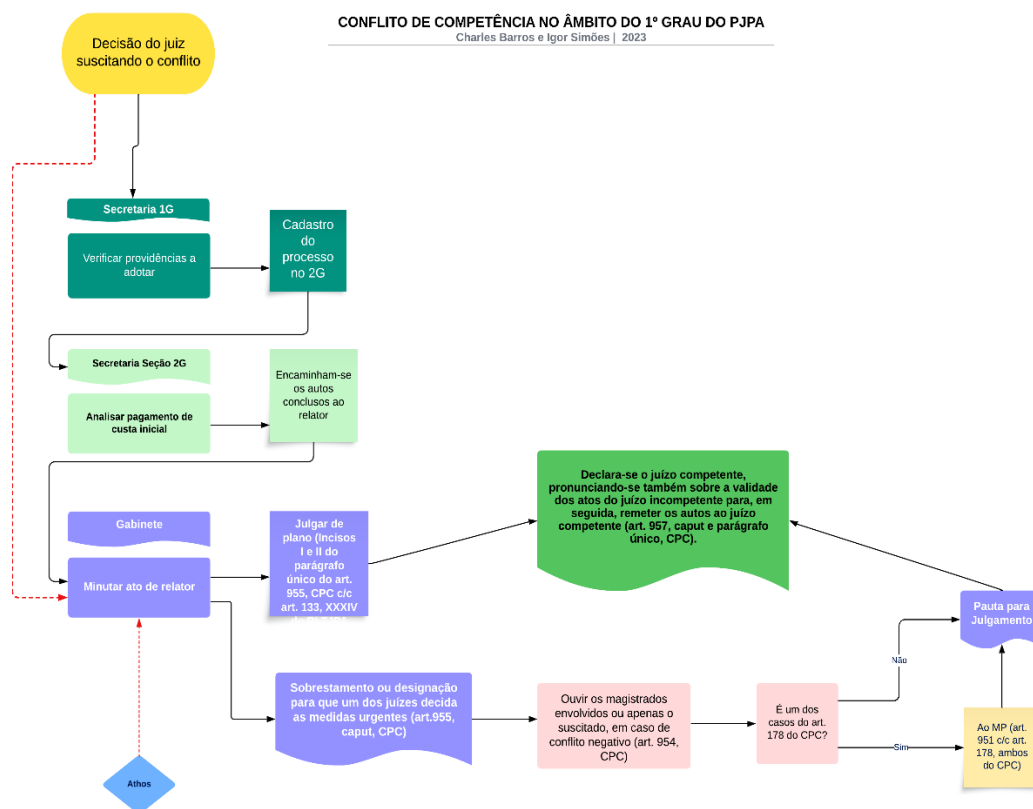 CONFLITO DE COMPETÊNCIA NO ÂMBITO DO 1º GRAU DO PJPA
Charles Barros e Igor Simões | 2023
Decisão do juiz
suscitando o conflito
Secretaria 1G
Verificar providências a
adotar
Cadastro
do
processo
no 2G
Secretaria Seção 2G
Analisar pagamento de
custa inicial
Encaminham-se
os autos
conclusos ao
relator
Gabinete
Minutar ato de relator
Julgar de
plano (Incisos
I e II do
parágrafo
único do art.
955, CPC c/c
art. 133, XXXIV
Declara-se o juízo competente,
pronunciando-se também sobre a validade
dos atos do juízo incompetente para, em
seguida, remeter os autos ao juízo
competente (art. 957, caput e parágrafo
único, CPC).
Pauta para
Julgamento
Não
Sobrestamento ou designação
para que um dos juízes decida
as medidas urgentes (art.955,
caput, CPC)
Ouvir os magistrados
envolvidos ou apenas o
suscitado, em caso de
conflito negativo (art. 954,
CPC)
É um dos
casos do art.
178 do CPC?
Sim
Ao MP (art.
951 c/c art.
178, ambos
do CPC)
Athos